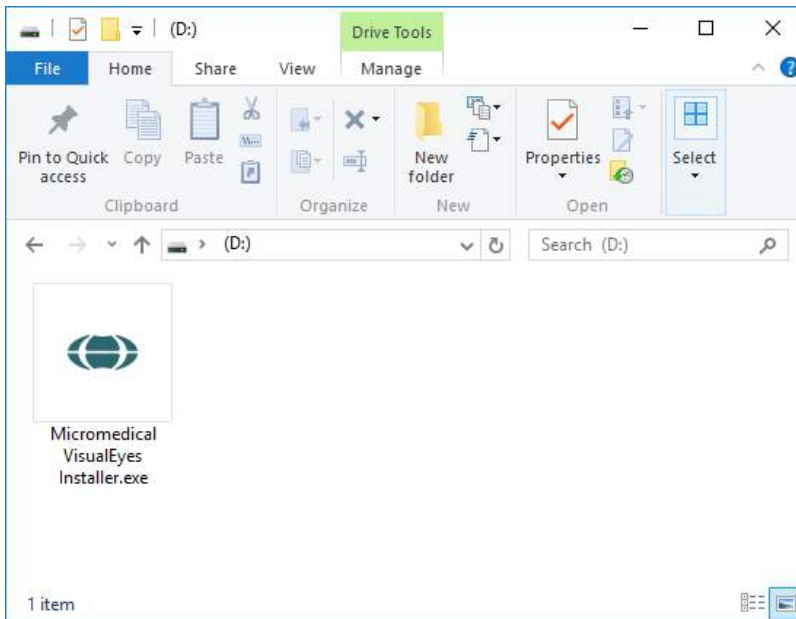 (D:)
Drive Tools
File
Home
Share
View
Manage
?
Pin to Quick
access
Copy
Paste
New
folder
Properties
Select
Clipboard
Organize
New
Open
(D:)
Search (D:)
Micromedical
VisualEyes
Installer.exe
1 item